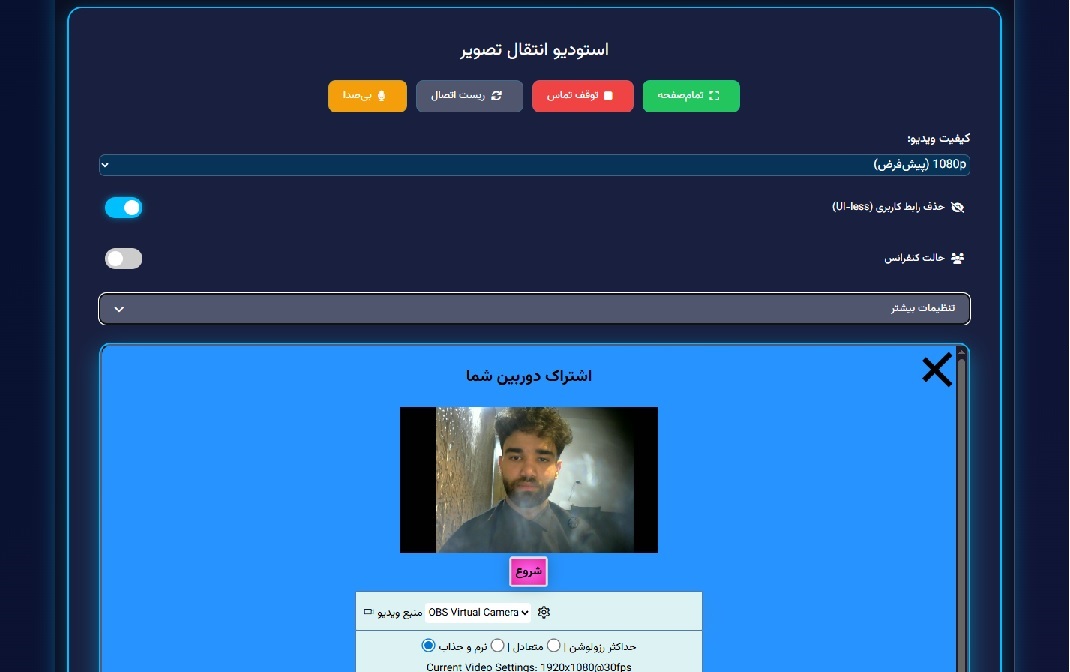 استودیو انتقال تصویر
تمام‌صفحه توقف تماس ریست اتصال بی‌صدا
کیفیت ویدیو:
1080p (پیش‌فرض)
حذف رابط کاربری (UI-less)
حالت کنفرانس
تنظیمات بیشتر
اشتراک دوربین شما
شروع
منبع ویدیو OBS Virtual Camera
حداکثر رزولوشن | متعادل | نرم و جذاب
Current Video Settings: 1920x1080@30fps